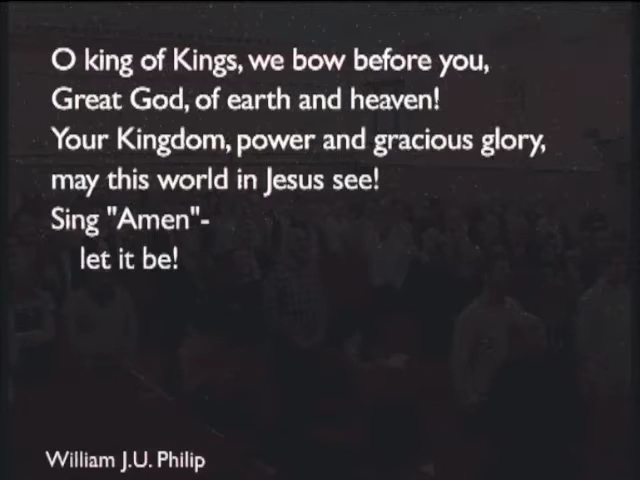 O king of Kings, we bow before you,
Great God, of earth and heaven!
Your Kingdom, power and gracious glory,
may this world in Jesus see!
Sing "Amen"-
let it be!
William J.U. Philip